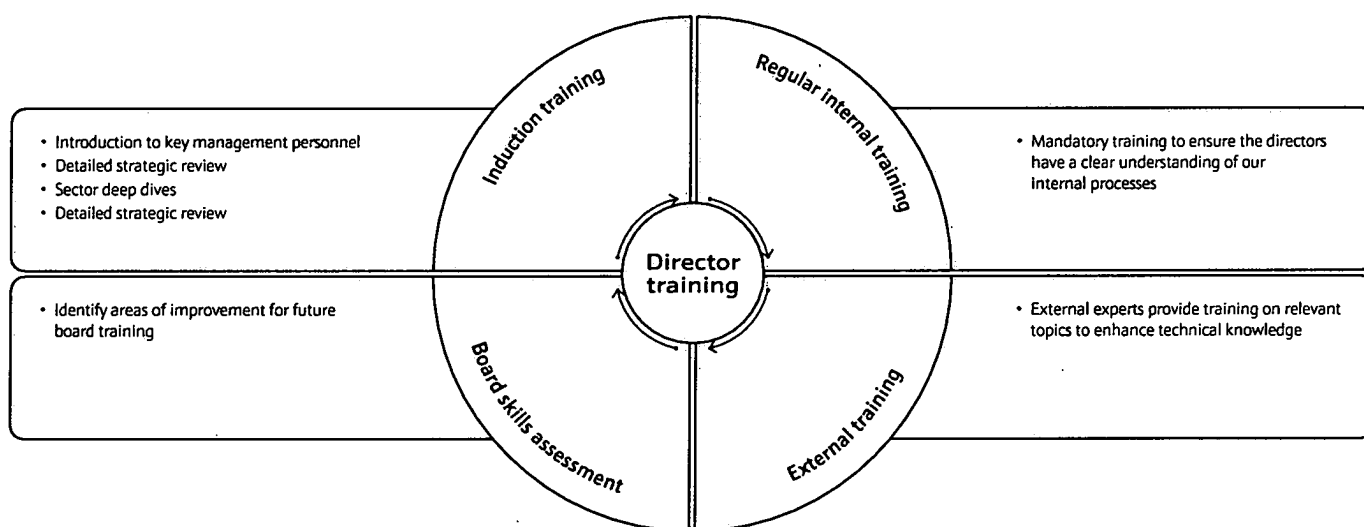 Induction training
• Introduction to key management personnel
• Detailed strategic review
• Sector deep dives
• Detailed strategic review
Regular internal training
• Mandatory training to ensure the directors
have a clear understanding of our
internal processes
Director
training
Board skills assessment
• Identify areas of improvement for future
board training
External training
• External experts provide training on relevant
topics to enhance technical knowledge